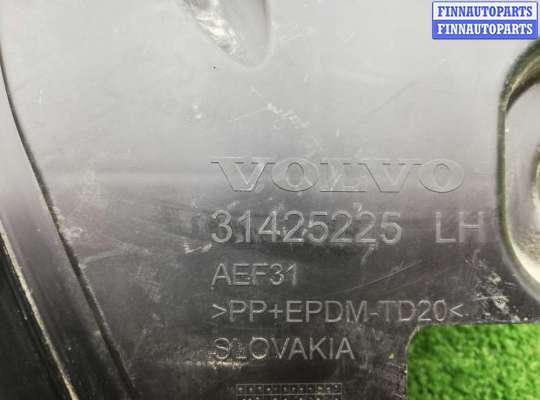 FINNAUTOPARTS
FINNAUTOPARTS
VOLVO
31425225 LH
AEF31
>PP+EPDM-TD20<
SLOVAKIA